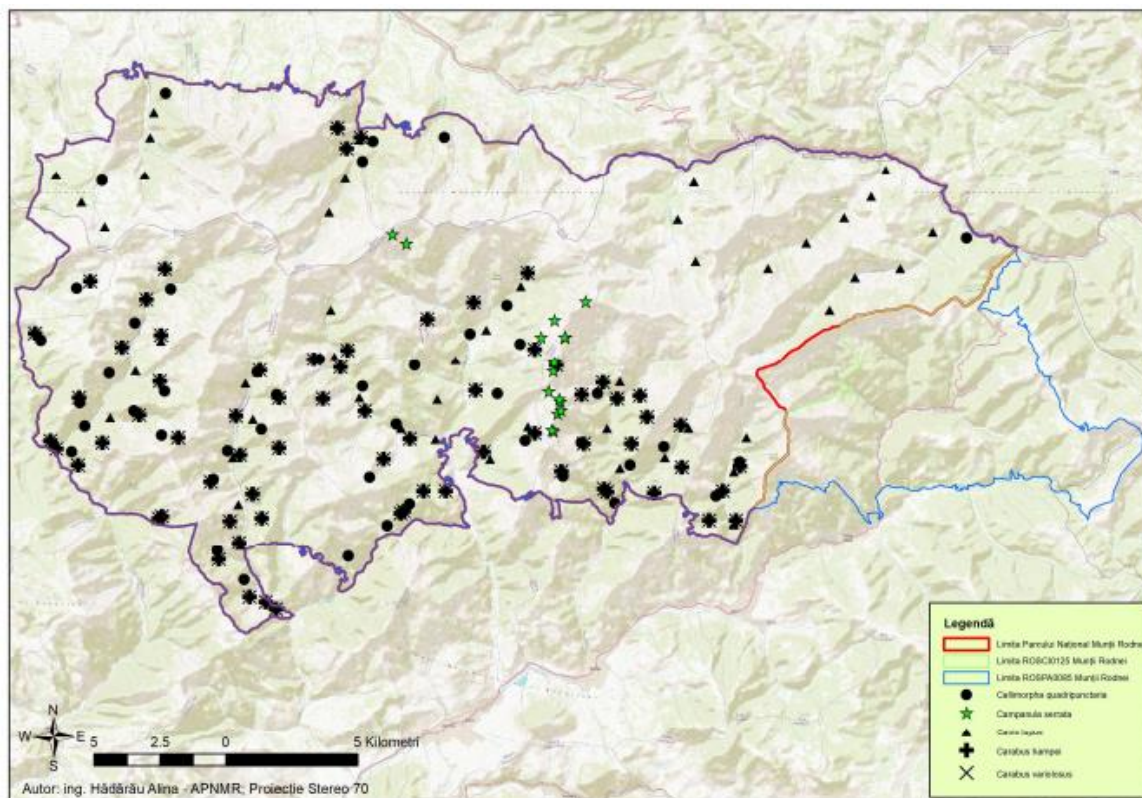 N
W E
S
5 2.5 0 5 Kilometri
Autor: ing. Hădărău Alina - APNMR; Proiectie Stereo 70
Legendă
Limita Parcului Național Munții Rodnei
Limita ROSCI0125 Munții Rodnei
Limita ROSPA0085 Munții Rodnei
Callimorpha quadripunctaria
Campanula serrata
Carabus hampei
Carabus variolosus